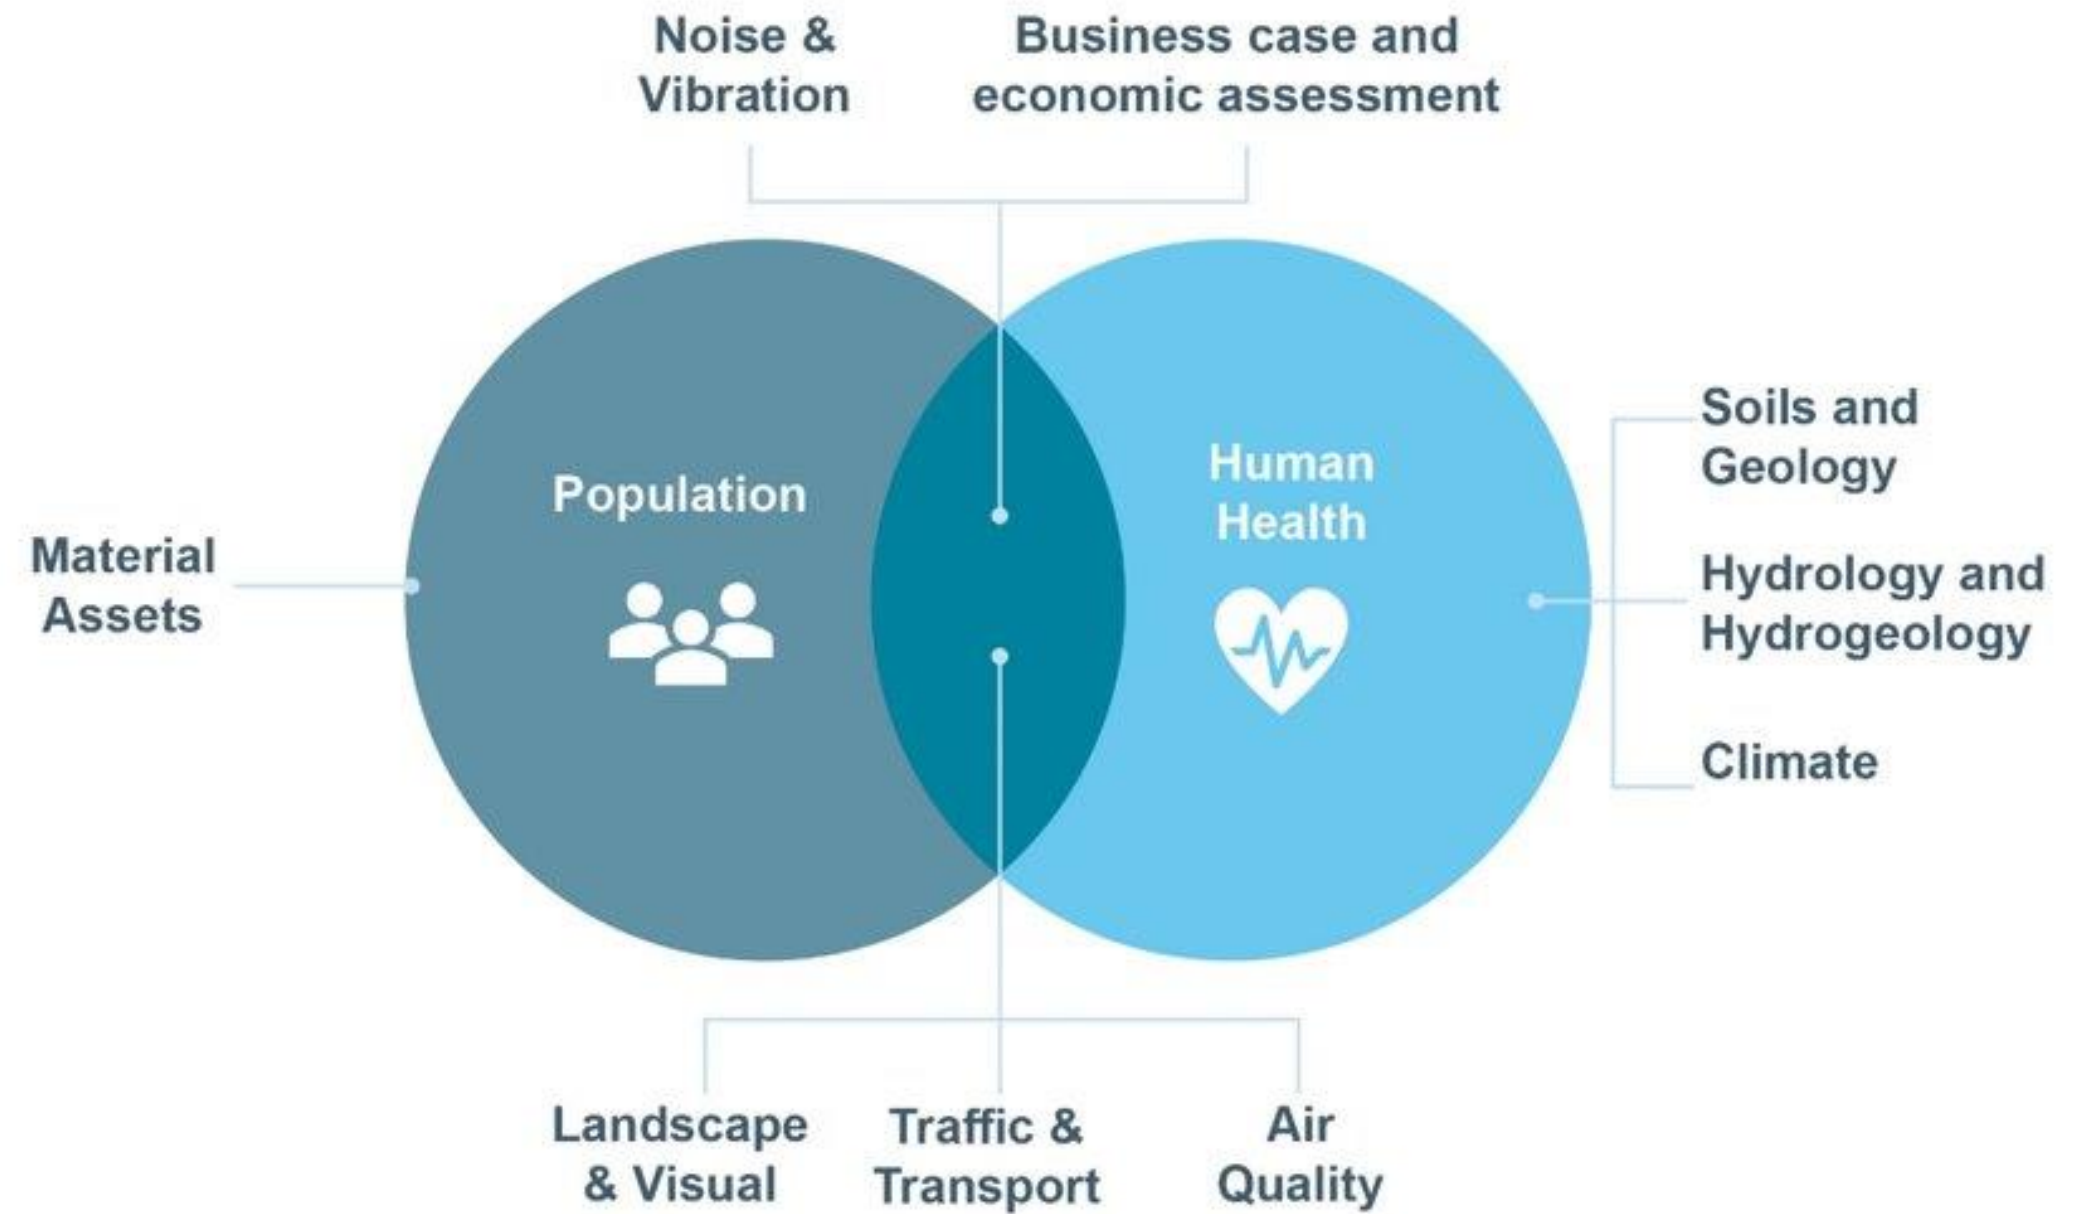 Noise &
Vibration
Business case and
economic assessment
Population
Human
Health
Material
Assets
Soils and
Geology
Hydrology and
Hydrogeology
Climate
Landscape
& Visual
Traffic &
Transport
Air
Quality